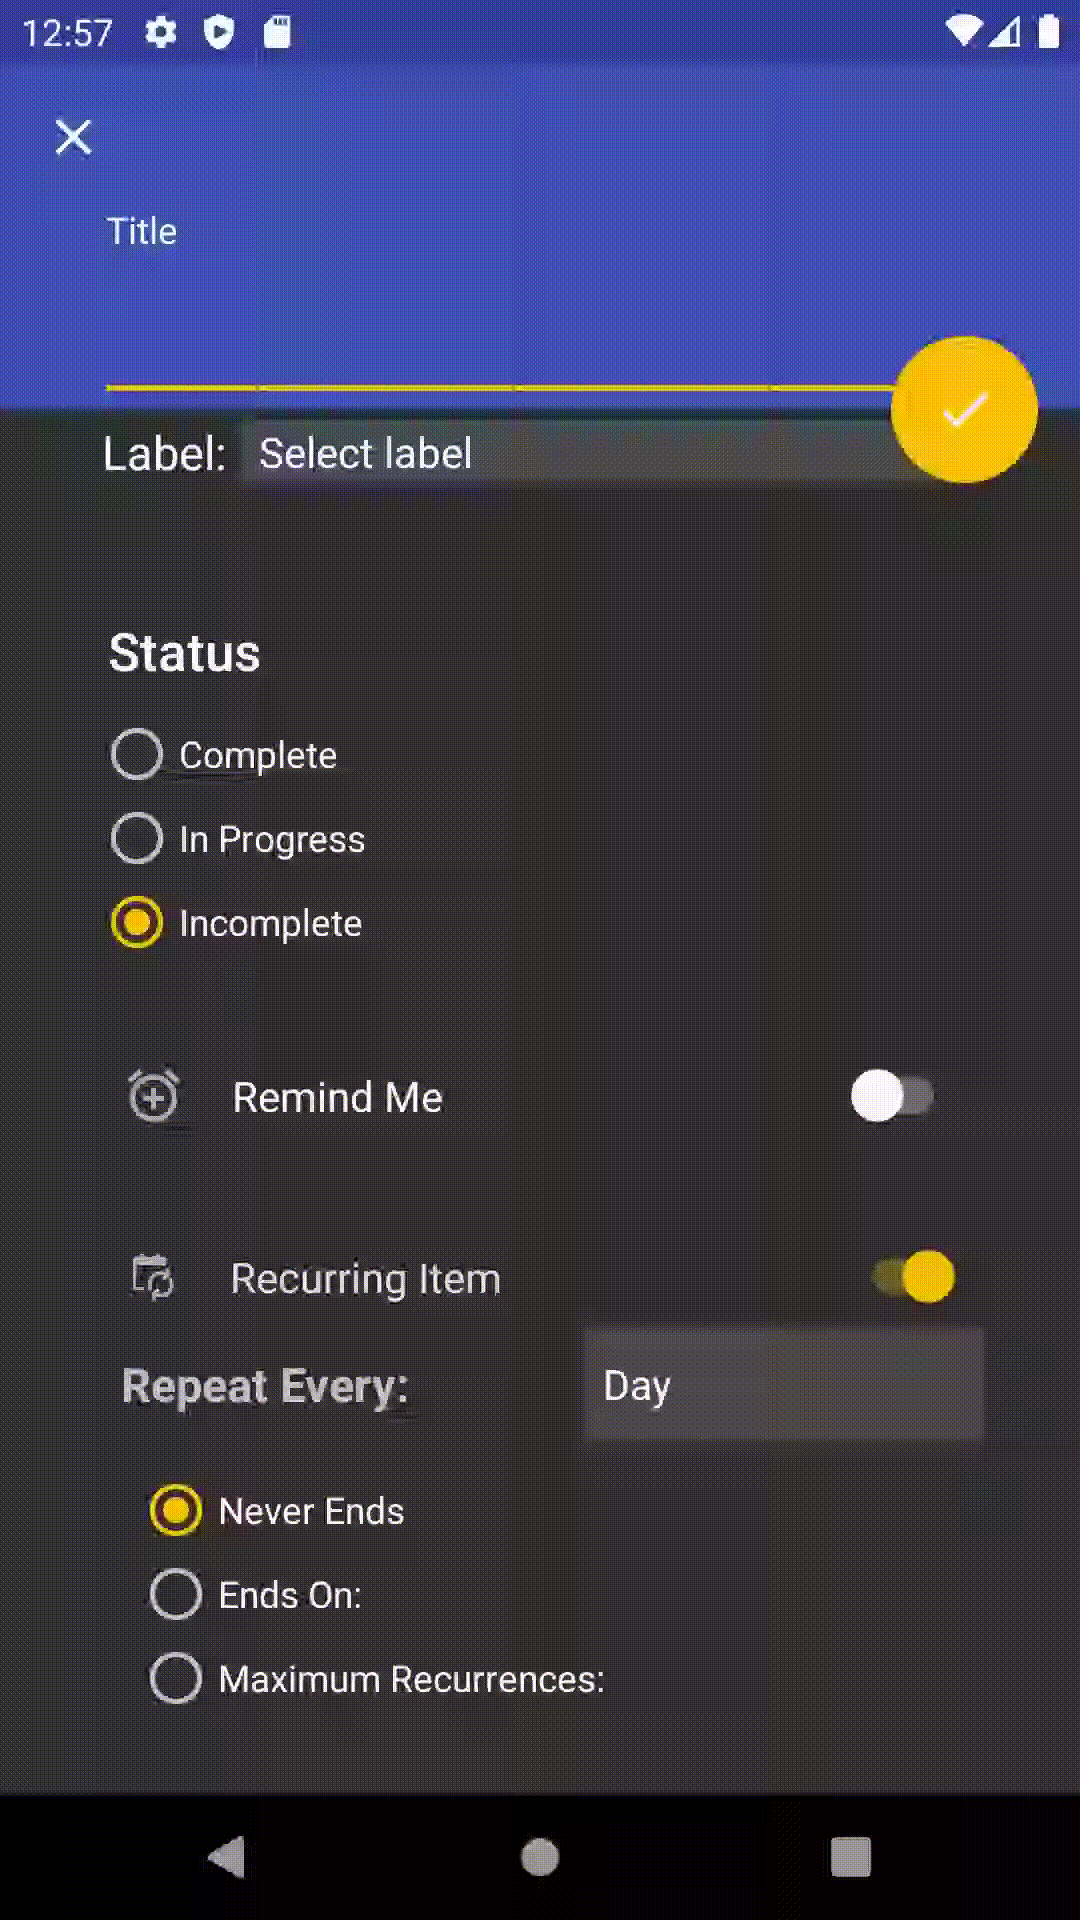 12:57
Title
Label: Select label
Status
Complete
In Progress
Incomplete
Remind Me
Recurring Item
Repeat Every: Day
Never Ends
Ends On:
Maximum Recurrences: